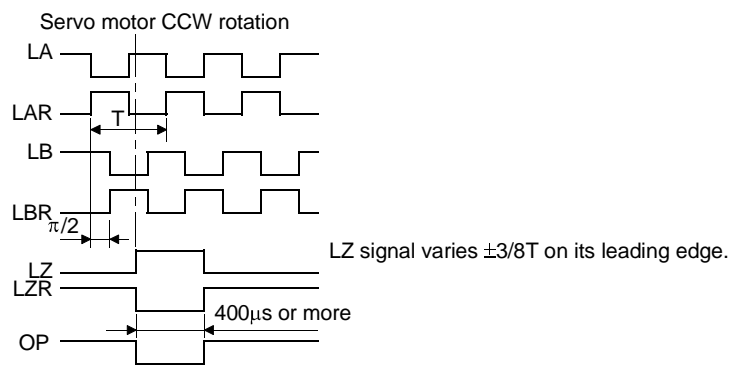 Servo motor CCW rotation
LA
LAR
T
LB
LBR
π/2
LZ signal varies ±3/8T on its leading edge.
LZ
LZR
400μs or more
OP